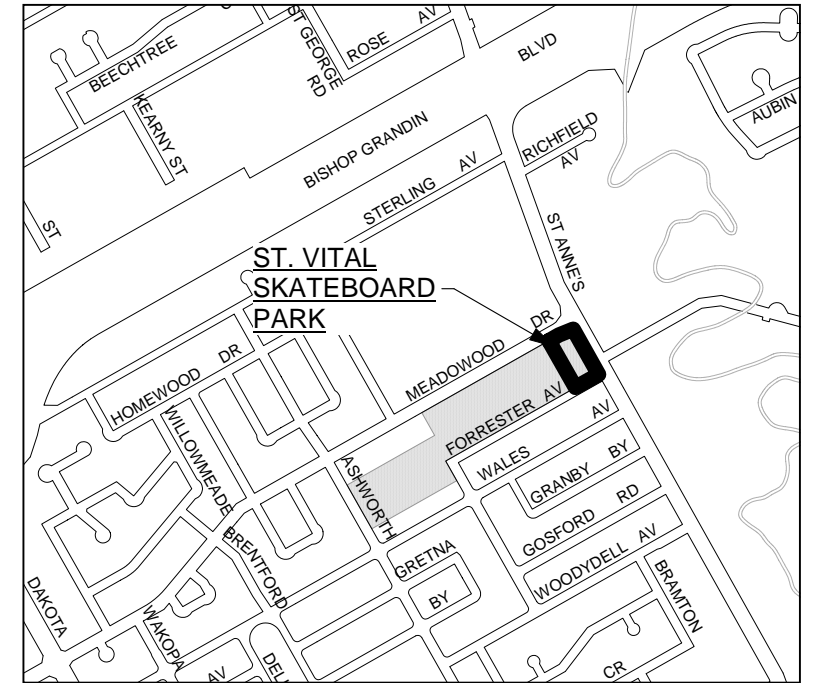 ST GEORGE
RD
ROSE AV
BLVD
BEECHTREE
KEARNY ST
AUBIN
RICHFIELD
AV
BISHOP GRANDIN
STERLING AV
ST
ST ANNE'S
ST. VITAL
SKATEBOARD
PARK
MEADOWOOD DR
HOMEWOOD DR
FORRESTER AV
WILLOWMEADE
WALES AV
ASHWORTH
GRANBY BY
GOSFORD RD
BRENTFORD
GRETNA
BY
WOODYDELL AV
BRAMTON
DAKOTA
WAKOPA
AV
DEL
CR